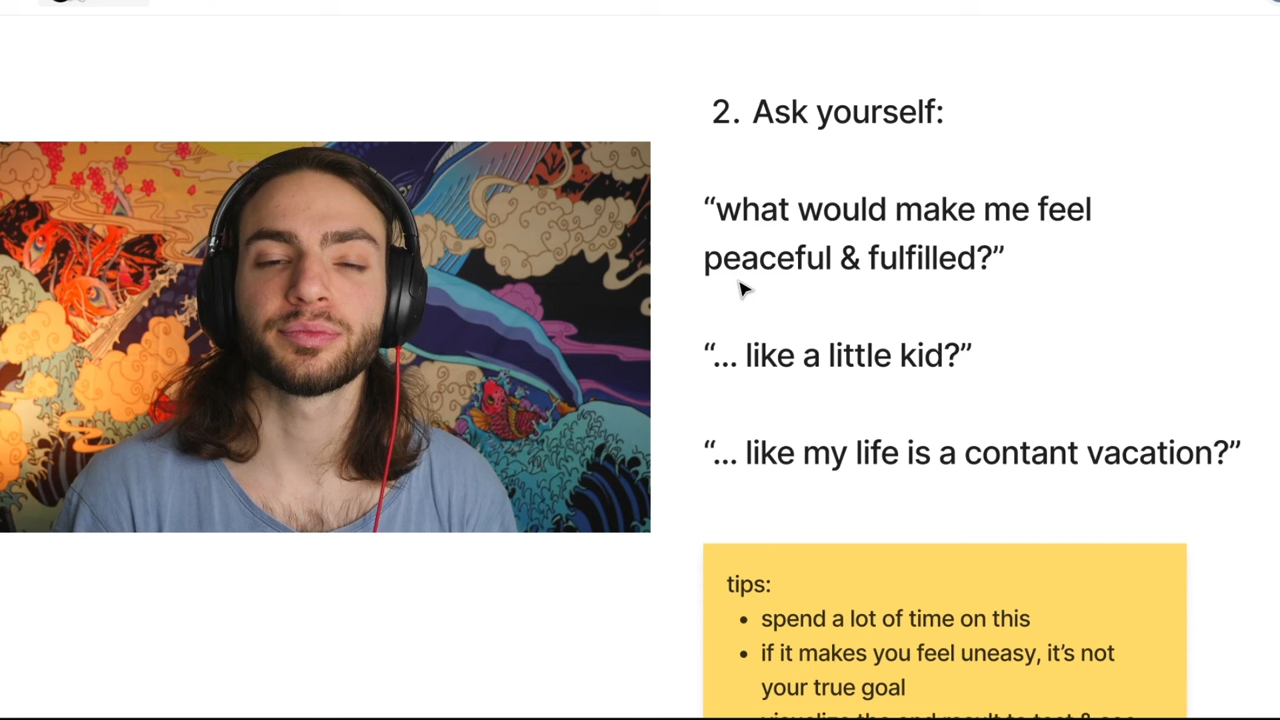 2. Ask yourself:
“what would make me feel
peaceful & fulfilled?”
“... like a little kid?”
“... like my life is a contant vacation?”
tips:
• spend a lot of time on this
• if it makes you feel uneasy, it’s not
your true goal